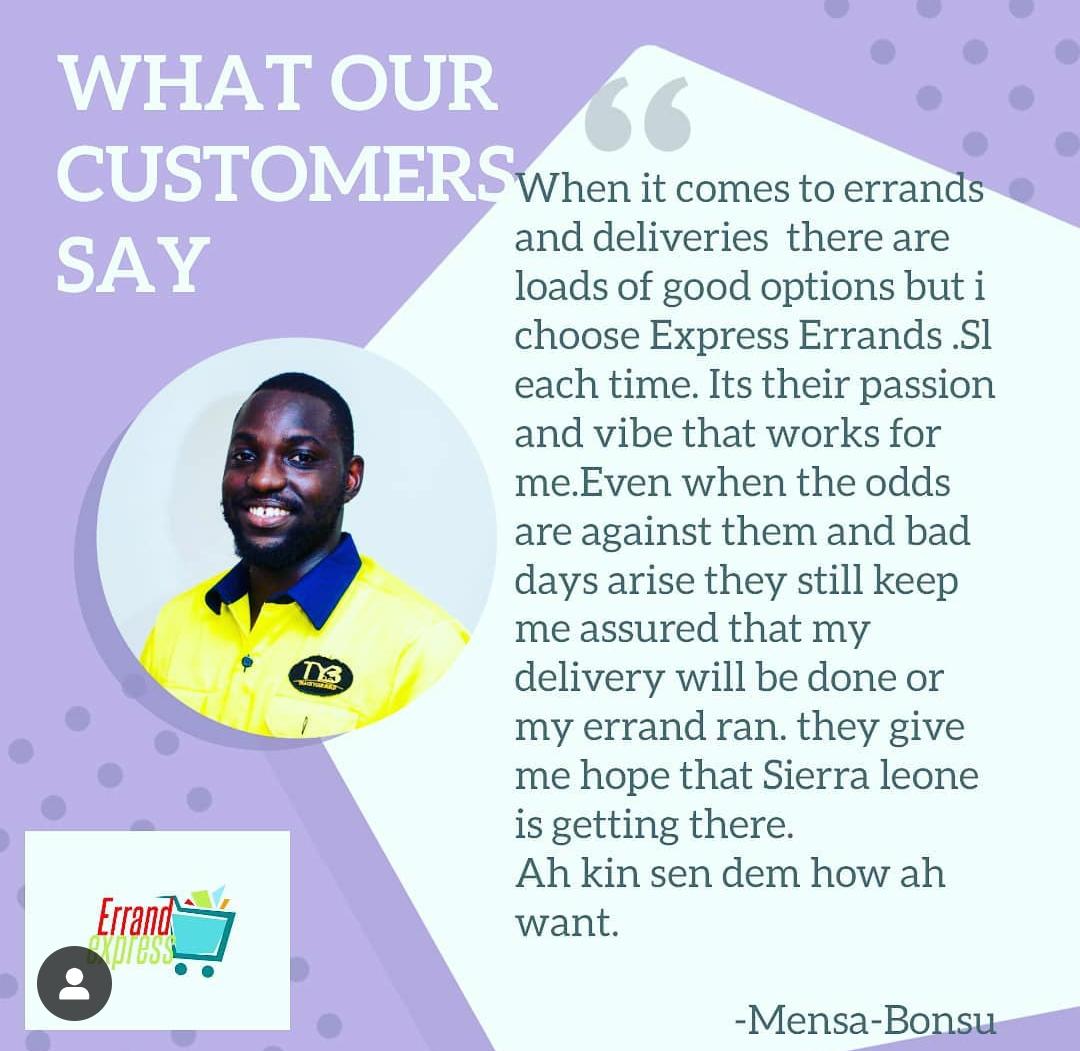 WHAT OUR
CUSTOMERS
SAY
“
When it comes to errands
and deliveries  there are
loads of good options but i
choose Express Errands .Sl
each time. Its their passion
and vibe that works for
me.Even when the odds
are against them and bad
days arise they still keep
me assured that my
delivery will be done or
my errand ran. they give
me hope that Sierra leone
is getting there.
Ah kin sen dem how ah
want.
-Mensa-Bonsu
TYB
Errand
express